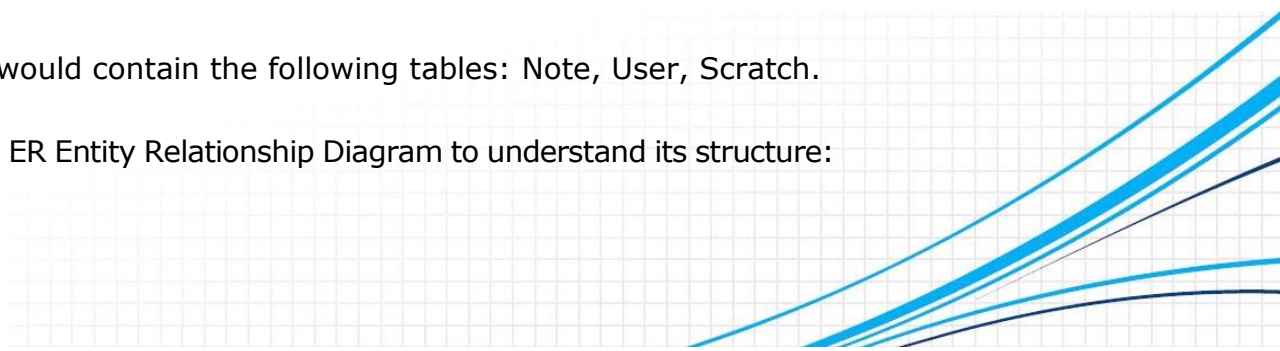 would contain the following tables: Note, User, Scratch.
ER Entity Relationship Diagram to understand its structure: